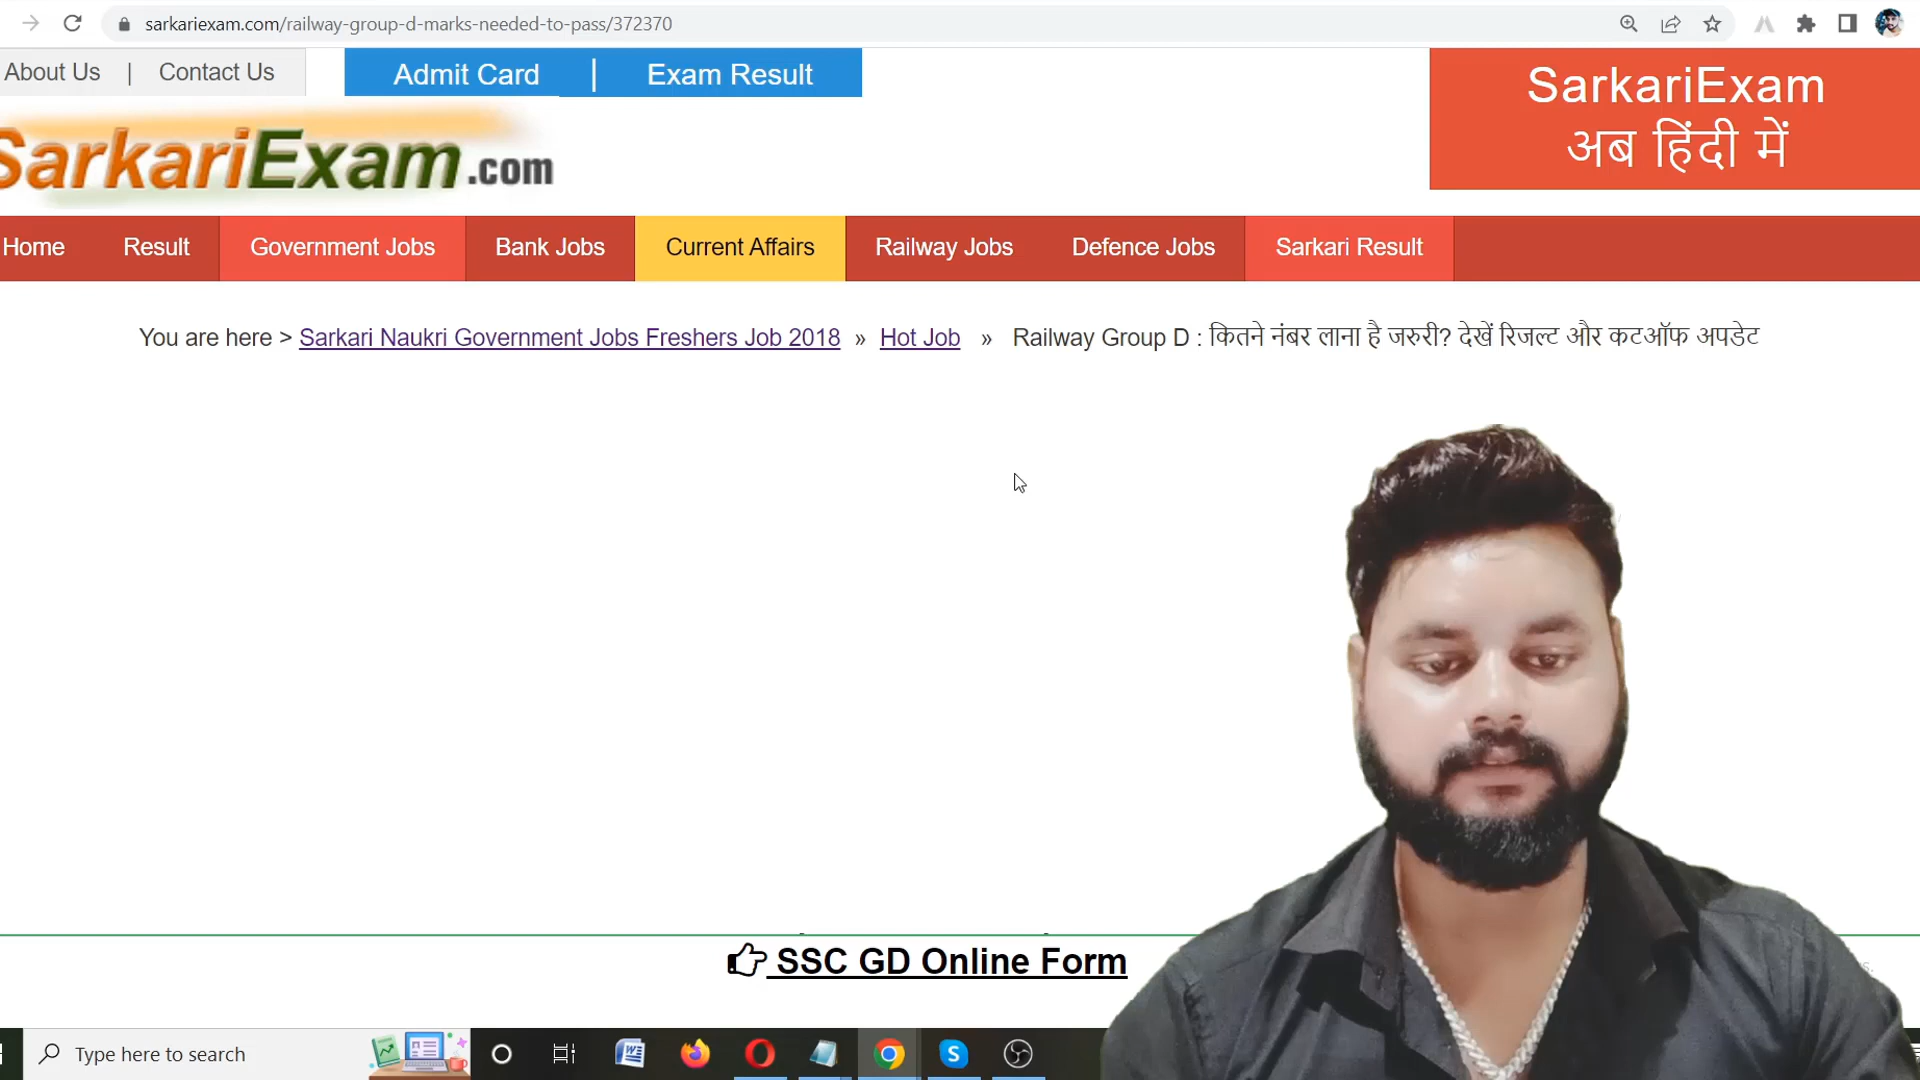 sarkariexam.com/railway-group-d-marks-needed-to-pass/372370
About Us | Contact Us
Admit Card | Exam Result
SarkariExam
अब हिंदी में
SarkariExam.com
Home Result Government Jobs Bank Jobs Current Affairs Railway Jobs Defence Jobs Sarkari Result
You are here > Sarkari Naukri Government Jobs Freshers Job 2018 » Hot Job » Railway Group D : कितने नंबर लाना है जरुरी? देखें रिजल्ट और कटऑफ अपडेट
SSC GD Online Form
Type here to search